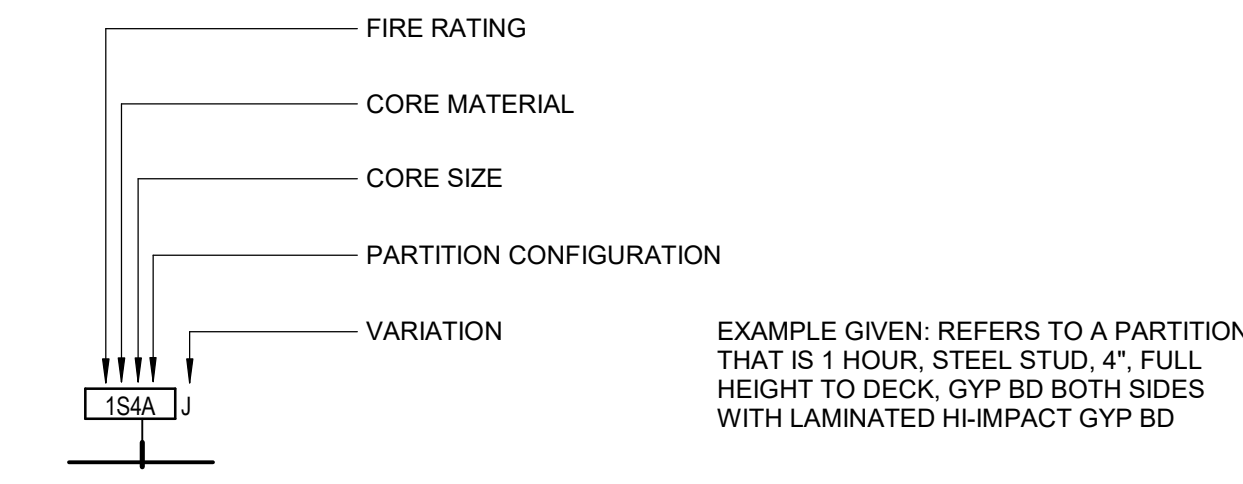 FIRE RATING
CORE MATERIAL
CORE SIZE
PARTITION CONFIGURATION
VARIATION
EXAMPLE GIVEN: REFERS TO A PARTITION
THAT IS 1 HOUR, STEEL STUD, 4", FULL
HEIGHT TO DECK, GYP BD BOTH SIDES
WITH LAMINATED HI-IMPACT GYP BD
1S4A J